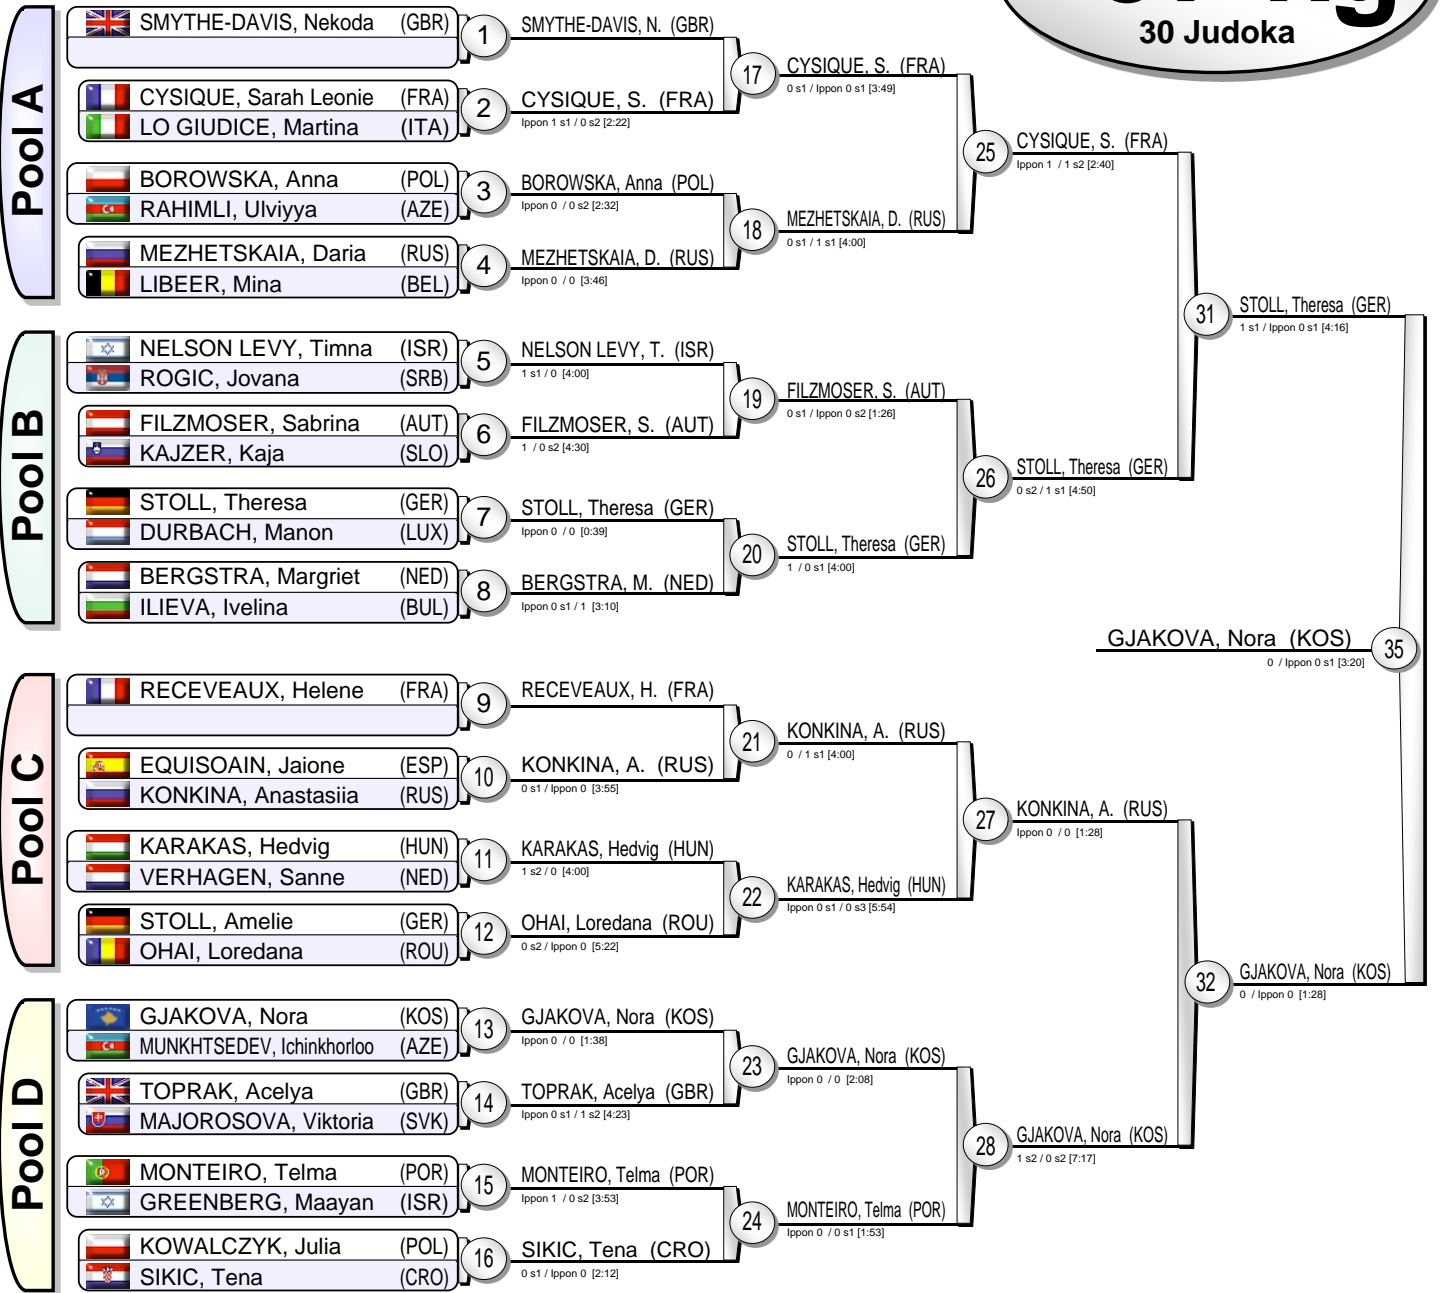 30 Judoka
Pool A
SMYTHE-DAVIS, Nekoda (GBR)
1
CYSIQUE, Sarah Leonie (FRA)
LO GIUDICE, Martina (ITA)
2
BOROWSKA, Anna (POL)
RAHIMLI, Ulviyya (AZE)
3
MEZHETSKAIA, Daria (RUS)
LIBEER, Mina (BEL)
4
Pool B
NELSON LEVY, Timna (ISR)
ROGIC, Jovana (SRB)
5
FILZMOSER, Sabrina (AUT)
KAJZER, Kaja (SLO)
6
STOLL, Theresa (GER)
DURBACH, Manon (LUX)
7
BERGSTRA, Margriet (NED)
ILIEVA, Ivelina (BUL)
8
Pool C
RECEVEAUX, Helene (FRA)
9
EQUISOAIN, Jaione (ESP)
KONKINA, Anastasiia (RUS)
10
KARAKAS, Hedvig (HUN)
VERHAGEN, Sanne (NED)
11
STOLL, Amelie (GER)
OHAI, Loredana (ROU)
12
Pool D
GJAKOVA, Nora (KOS)
MUNKHTSEDEV, Ichinkhorloo (AZE)
13
TOPRAK, Acelya (GBR)
MAJOROSOVA, Viktoria (SVK)
14
MONTEIRO, Telma (POR)
GREENBERG, Maayan (ISR)
15
KOWALCZYK, Julia (POL)
SIKIC, Tena (CRO)
16
SMYTHE-DAVIS, N. (GBR)
CYSIQUE, S. (FRA)
Ippon 1 s1 / 0 s2 [2:22]
17
BOROWSKA, Anna (POL)
Ippon 0 / 0 s2 [2:32]
MEZHETSKAIA, D. (RUS)
Ippon 0 / 0 [3:46]
18
NELSON LEVY, T. (ISR)
1 s1 / 0 [4:00]
FILZMOSER, S. (AUT)
1 / 0 s2 [4:30]
19
STOLL, Theresa (GER)
Ippon 0 / 0 [0:39]
BERGSTRA, M. (NED)
Ippon 0 s1 / 1 [3:10]
20
RECEVEAUX, H. (FRA)
KONKINA, A. (RUS)
0 s1 / Ippon 0 [3:55]
21
KARAKAS, Hedvig (HUN)
1 s2 / 0 [4:00]
OHAI, Loredana (ROU)
0 s2 / Ippon 0 [5:22]
22
GJAKOVA, Nora (KOS)
Ippon 0 / 0 [1:38]
TOPRAK, Acelya (GBR)
Ippon 0 s1 / 1 s2 [4:23]
23
MONTEIRO, Telma (POR)
Ippon 1 / 0 s2 [3:53]
SIKIC, Tena (CRO)
0 s1 / Ippon 0 [2:12]
24
CYSIQUE, S. (FRA)
0 s1 / Ippon 0 s1 [3:49]
MEZHETSKAIA, D. (RUS)
0 s1 / 1 s1 [4:00]
25
FILZMOSER, S. (AUT)
0 s1 / Ippon 0 s2 [1:26]
STOLL, Theresa (GER)
1 / 0 s1 [4:00]
26
KONKINA, A. (RUS)
0 / 1 s1 [4:00]
KARAKAS, Hedvig (HUN)
Ippon 0 s1 / 0 s3 [5:54]
27
GJAKOVA, Nora (KOS)
Ippon 0 / 0 [2:08]
MONTEIRO, Telma (POR)
Ippon 0 / 0 s1 [1:53]
28
CYSIQUE, S. (FRA)
Ippon 1 / 1 s2 [2:40]
STOLL, Theresa (GER)
0 s2 / 1 s1 [4:50]
31
KONKINA, A. (RUS)
Ippon 0 / 0 [1:28]
GJAKOVA, Nora (KOS)
1 s2 / 0 s2 [7:17]
32
STOLL, Theresa (GER)
1 s1 / Ippon 0 s1 [4:16]
GJAKOVA, Nora (KOS)
0 / Ippon 0 [1:28]
35
GJAKOVA, Nora (KOS)
0 / Ippon 0 s1 [3:20]